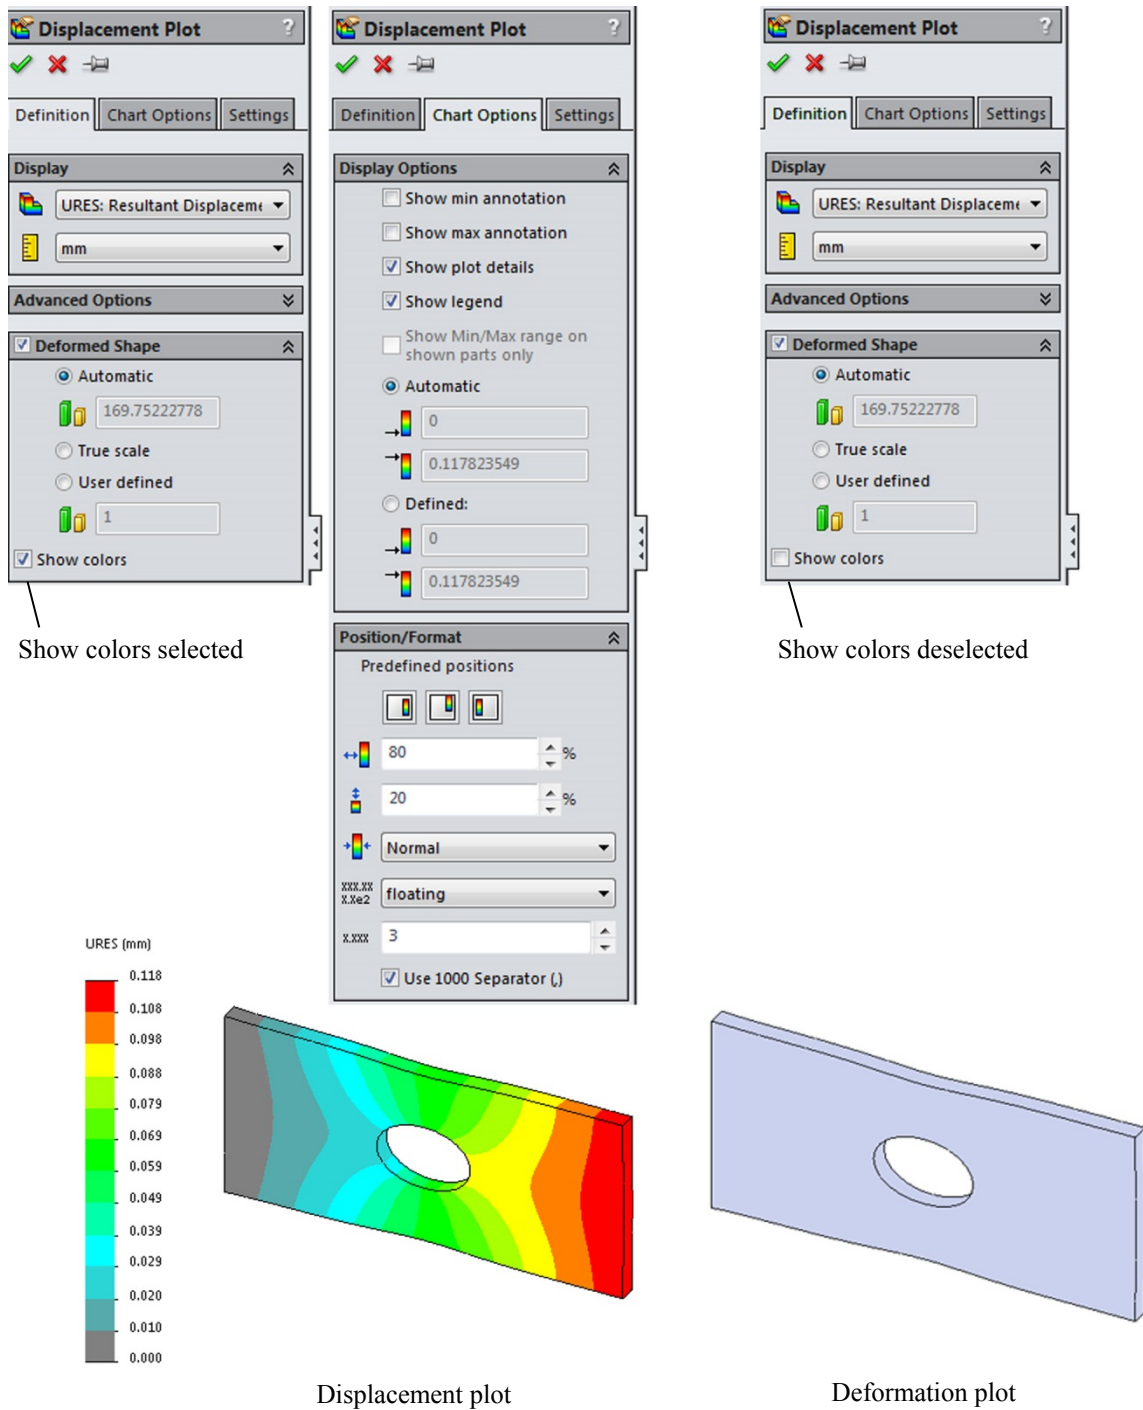 Displacement Plot ?
Definition Chart Options Settings
Display
URES: Resultant Displaceme
mm
Advanced Options
Deformed Shape
Automatic
169.75222778
True scale
User defined
1
Show colors
Show colors selected
Displacement Plot ?
Definition Chart Options Settings
Display Options
Show min annotation
Show max annotation
Show plot details
Show legend
Show Min/Max range on
shown parts only
Automatic
0
0.117823549
Defined:
0
0.117823549
Position/Format
Predefined positions
80 %
20 %
Normal
XXX.XX
X.Xe2
floating
X.XXX 3
Use 1000 Separator (,)
Displacement Plot ?
Definition Chart Options Settings
Display
URES: Resultant Displaceme
mm
Advanced Options
Deformed Shape
Automatic
169.75222778
True scale
User defined
1
Show colors
Show colors deselected
URES (mm)
0.118
0.108
0.098
0.088
0.079
0.069
0.059
0.049
0.039
0.029
0.020
0.010
0.000
Displacement plot
Deformation plot